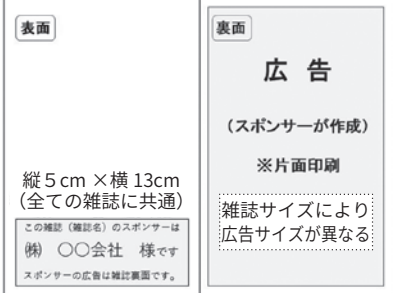 表面
縦５cm ×横 13cm
（全ての雑誌に共通）
この雑誌（雑誌名）のスポンサーは
㈱ 〇〇会社 様です
スポンサーの広告は雑誌裏面です。
裏面
広 告
（スポンサーが作成）
※片面印刷
雑誌サイズにより
広告サイズが異なる